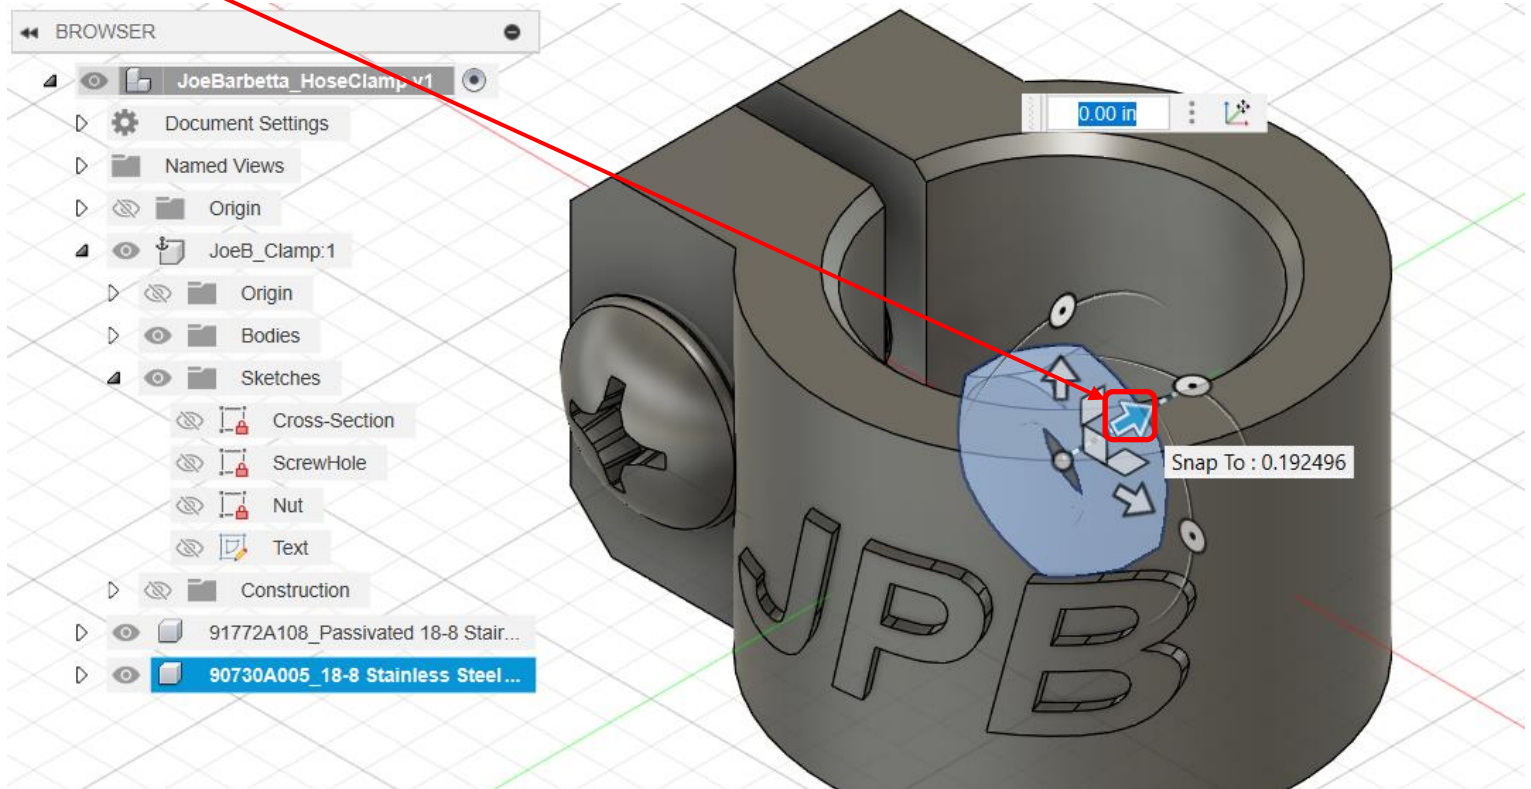 BROWSER
JoeBarbetta_HoseClamp v1
Document Settings
Named Views
Origin
JoeB_Clamp:1
Origin
Bodies
Sketches
Cross-Section
ScrewHole
Nut
Text
Construction
91772A108_Passivated 18-8 Stair...
90730A005_18-8 Stainless Steel ...
0.00 in
Snap To : 0.192496
JPB